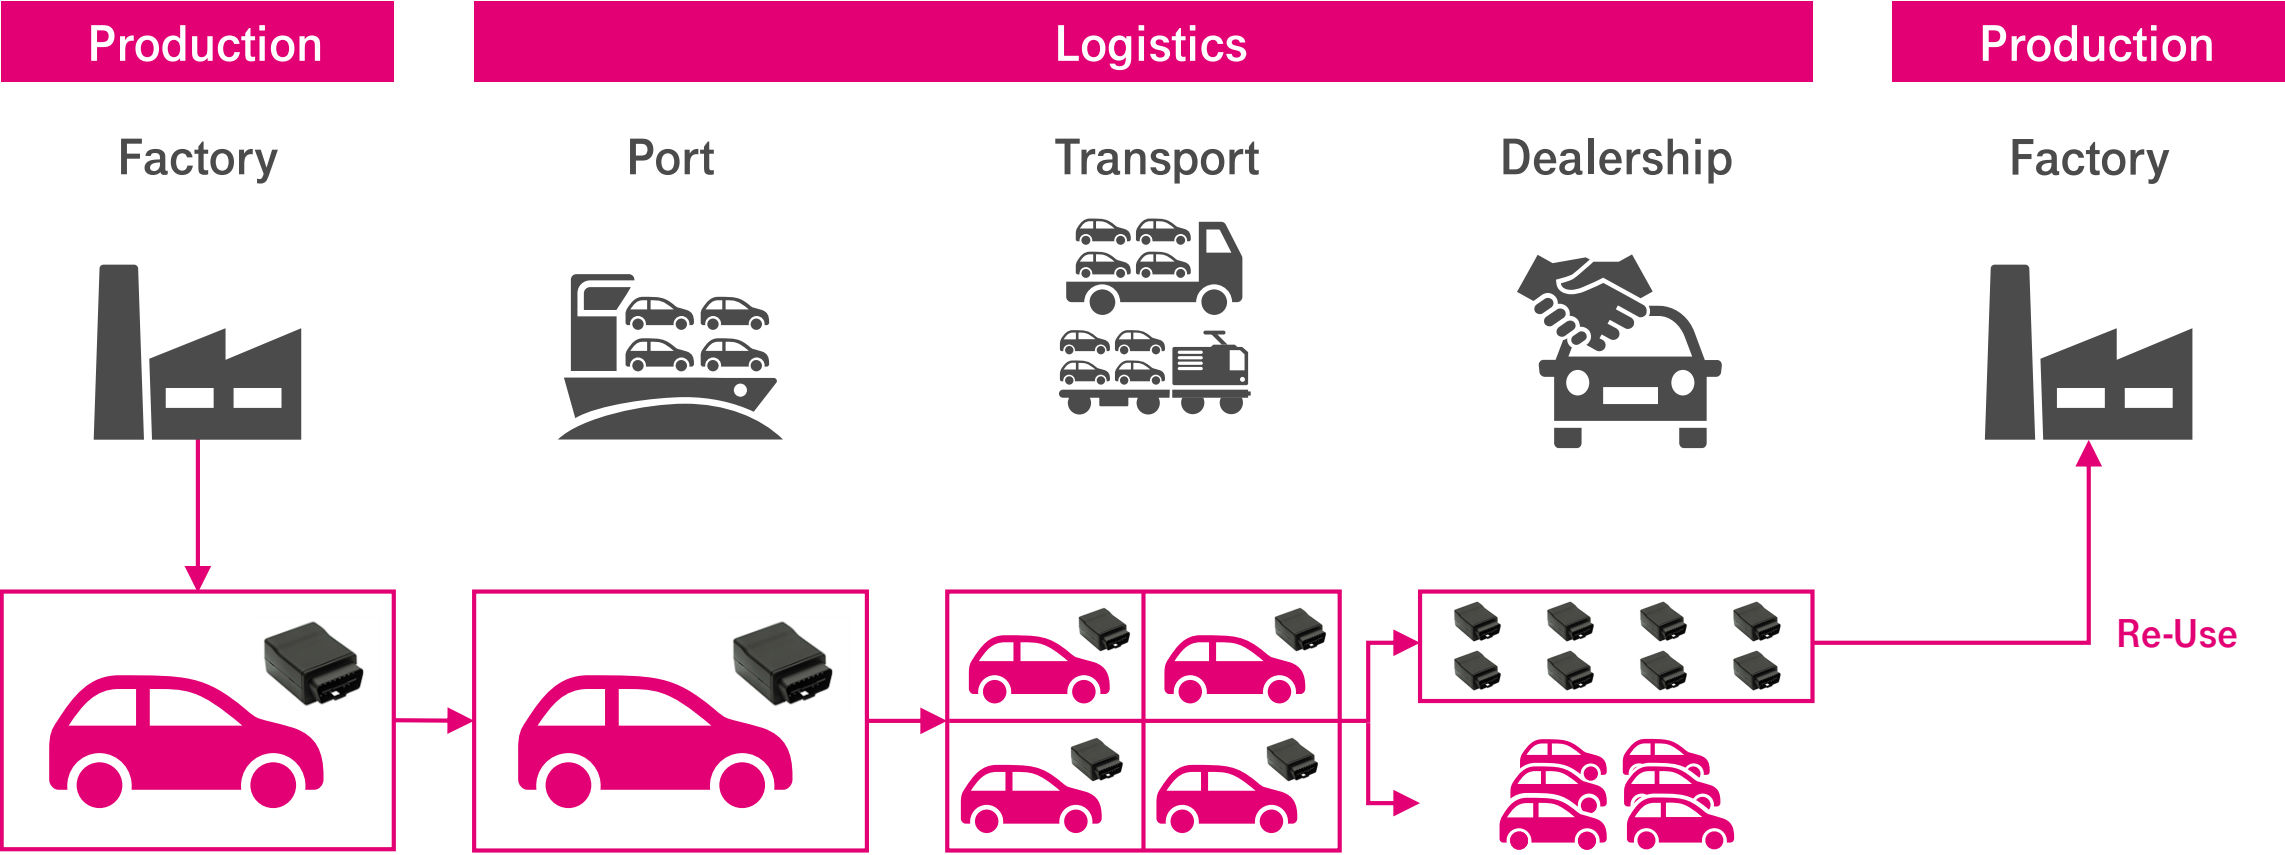 Production
Logistics
Production
Factory
Port
Transport
Dealership
Factory
Re-Use